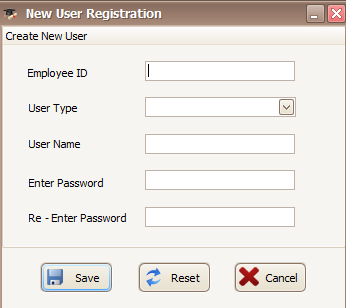 New User Registration
Create New User
Employee ID
User Type
User Name
Enter Password
Re - Enter Password
Save Reset Cancel